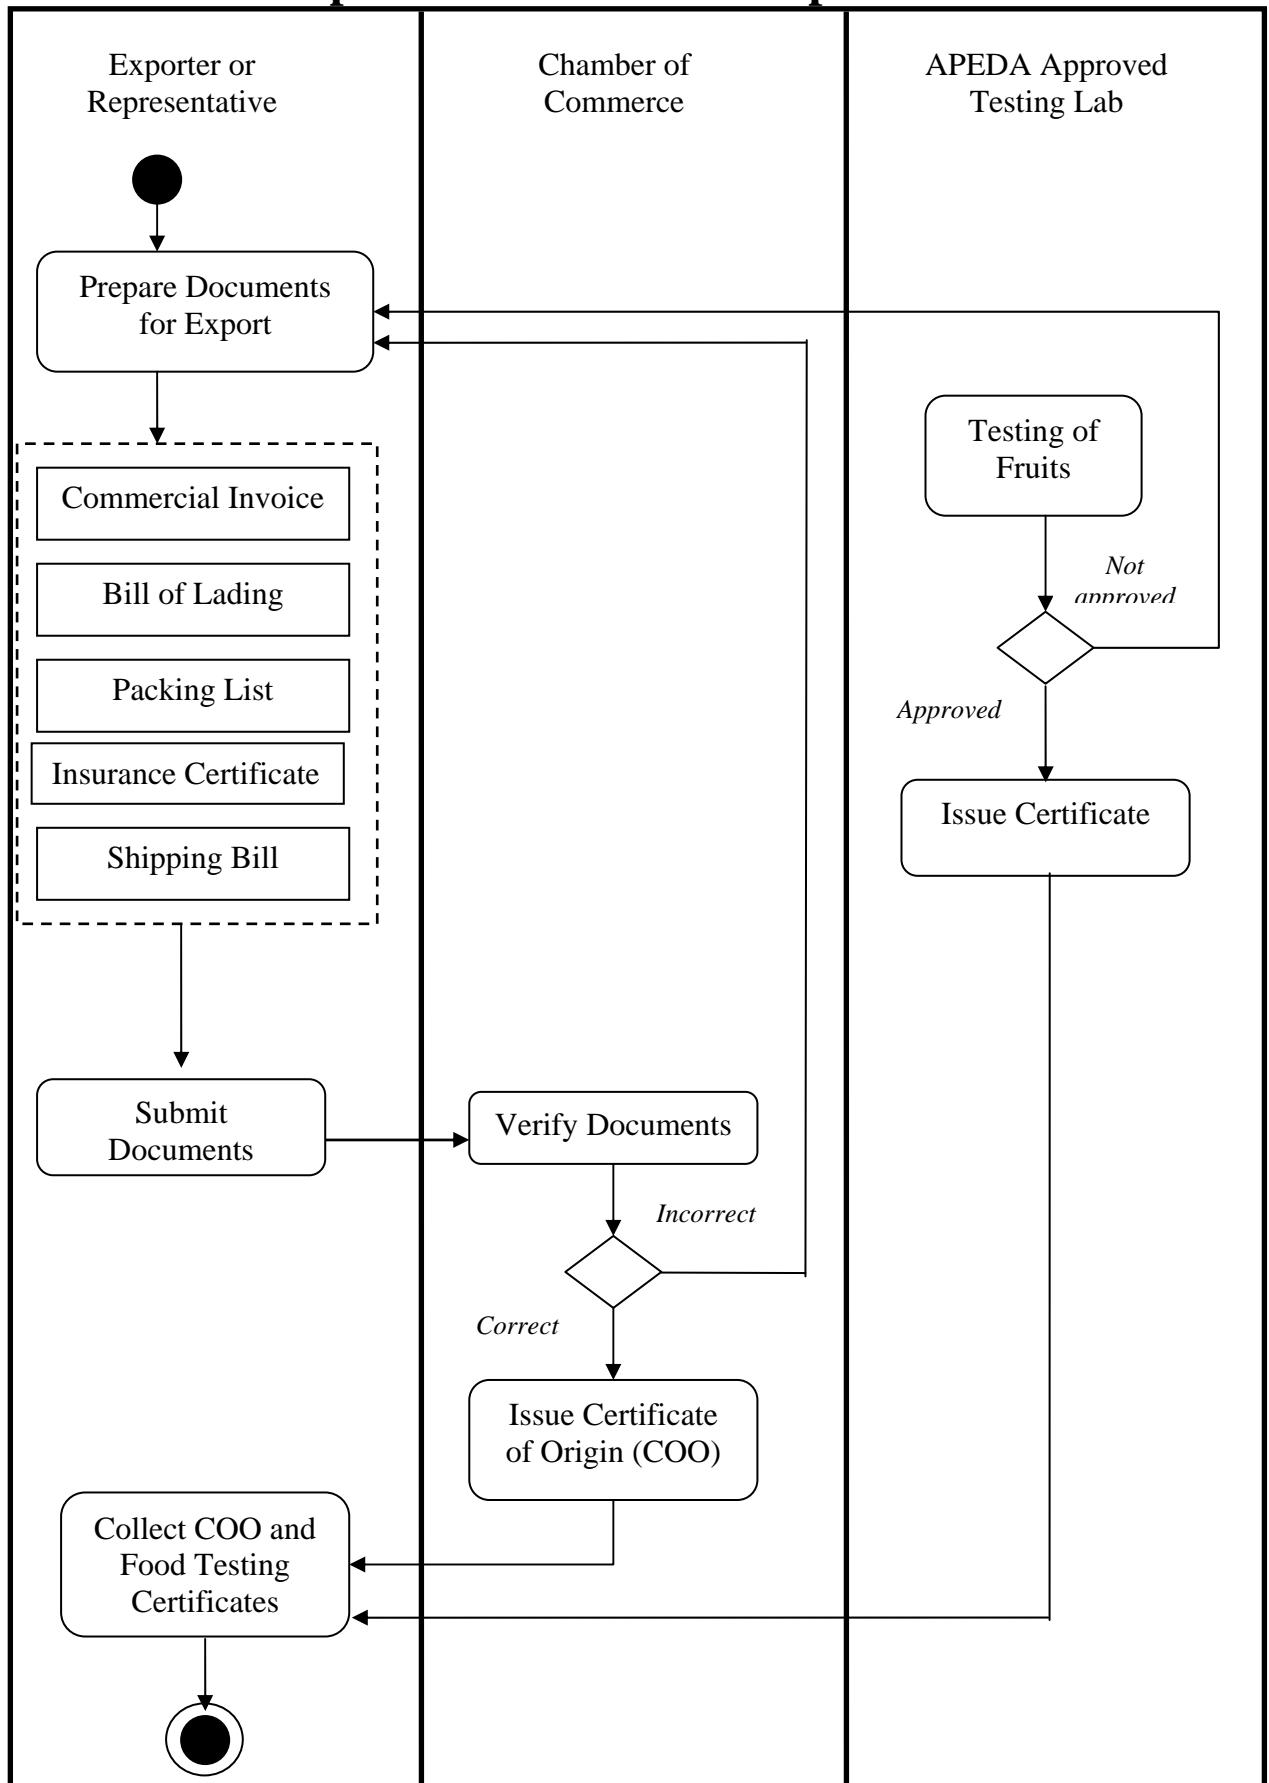 Exporter or
Representative
Chamber of
Commerce
APEDA Approved
Testing Lab
Prepare Documents
for Export
Testing of
Fruits
Commercial Invoice
Not
approved
Bill of Lading
Packing List
Approved
Insurance Certificate
Issue Certificate
Shipping Bill
Submit
Documents
Verify Documents
Incorrect
Correct
Issue Certificate
of Origin (COO)
Collect COO and
Food Testing
Certificates